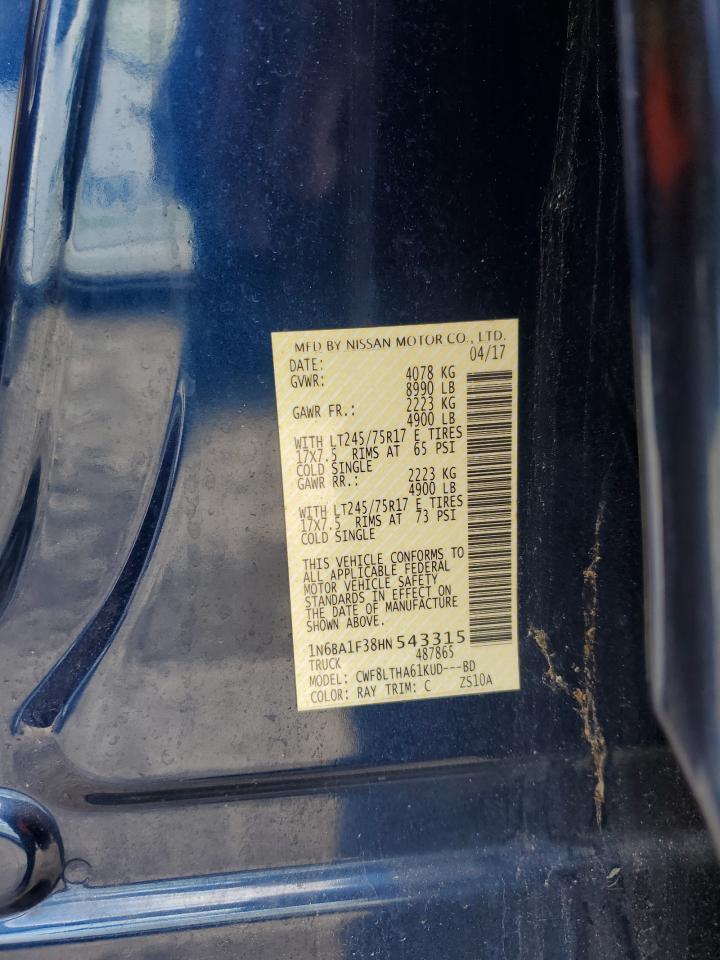 MFD BY NISSAN MOTOR CO., LTD.
DATE: 04/17
GVWR: 4078 KG
8990 LB
GAWR FR.: 2223 KG
4900 LB
WITH LT245/75R17 E TIRES
17X7.5 RIMS AT 65 PSI
COLD SINGLE
GAWR RR.: 2223 KG
4900 LB
WITH LT245/75R17 E TIRES
17X7.5 RIMS AT 73 PSI
COLD SINGLE
THIS VEHICLE CONFORMS TO
ALL APPLICABLE FEDERAL
MOTOR VEHICLE SAFETY
STANDARDS IN EFFECT ON
THE DATE OF MANUFACTURE
SHOWN ABOVE.
1N6BA1F38HN543315
TRUCK 487865
MODEL: CWF8LTHA61KUD---BD
COLOR: RAY TRIM: C ZS10A